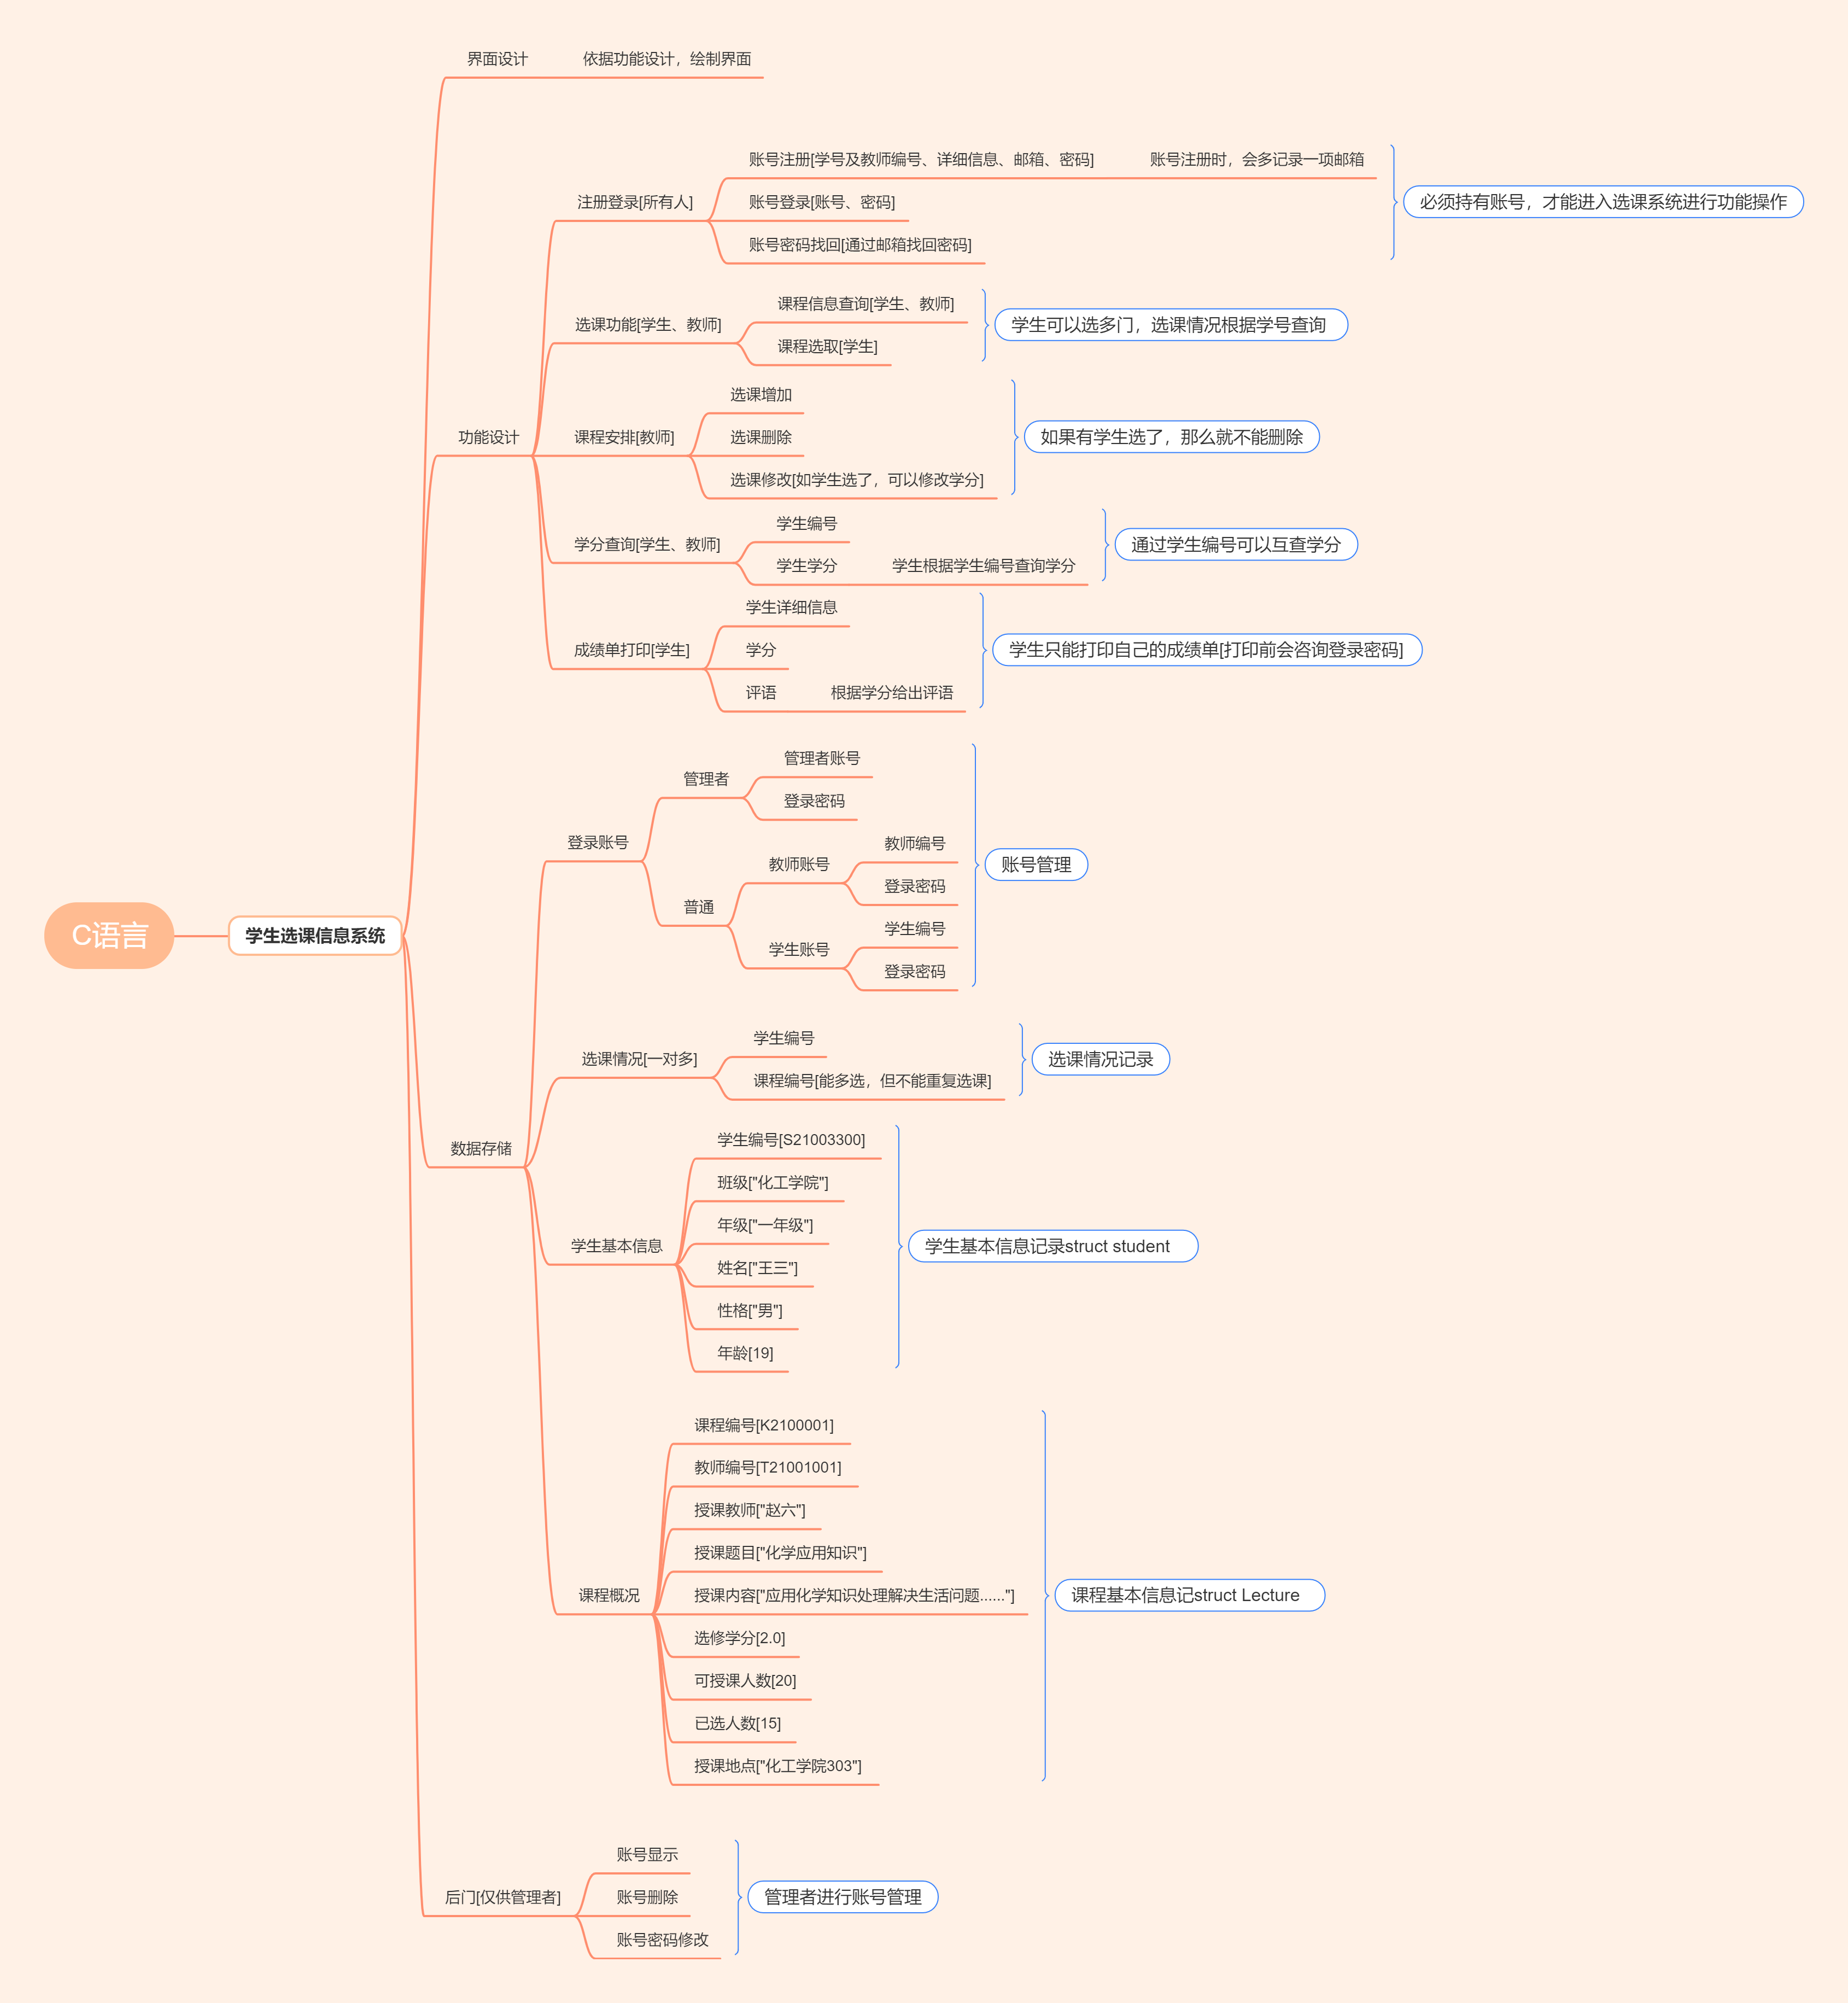 界面设计
依据功能设计，绘制界面
账号注册[学号及教师编号、详细信息、邮箱、密码]
账号注册时，会多记录一项邮箱
注册登录[所有人]
账号登录[账号、密码]
必须持有账号，才能进入选课系统进行功能操作
账号密码找回[通过邮箱找回密码]
课程信息查询[学生、教师]
选课功能[学生、教师]
学生可以选多门，选课情况根据学号查询
课程选取[学生]
选课增加
功能设计
课程安排[教师]
选课删除
如果有学生选了，那么就不能删除
选课修改[如学生选了，可以修改学分]
学生编号
学分查询[学生、教师]
通过学生编号可以互查学分
学生学分
学生根据学生编号查询学分
学生详细信息
成绩单打印[学生]
学分
学生只能打印自己的成绩单[打印前会咨询登录密码]
评语
根据学分给出评语
管理者账号
管理者
登录密码
登录账号
教师编号
教师账号
账号管理
登录密码
普通
学生编号
学生账号
登录密码
C语言
学生选课信息系统
学生编号
选课情况[一对多]
选课情况记录
课程编号[能多选，但不能重复选课]
数据存储
学生编号[S21003300]
班级["化工学院"]
年级["一年级"]
学生基本信息
学生基本信息记录struct student
姓名["王三"]
性格["男"]
年龄[19]
课程编号[K2100001]
教师编号[T21001001]
授课教师["赵六"]
授课题目["化学应用知识"]
课程概况
授课内容["应用化学知识处理解决生活问题......"]
课程基本信息记struct Lecture
选修学分[2.0]
可授课人数[20]
已选人数[15]
授课地点["化工学院303"]
账号显示
后门[仅供管理者]
账号删除
管理者进行账号管理
账号密码修改